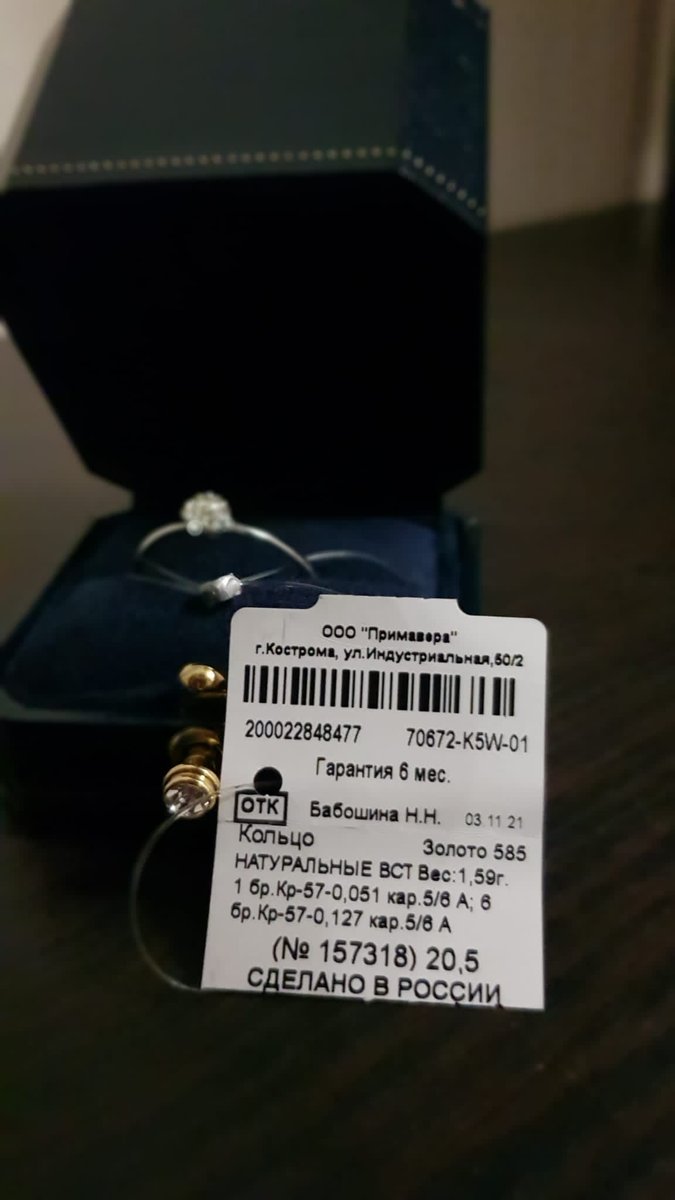 ООО "Примавера"
г.Кострома, ул.Индустриальная,50/2
200022848477 70672-K5W-01
Гарантия 6 мес.
ОТК Бабошина Н.Н. 03.11.21
Кольцо Золото 585
НАТУРАЛЬНЫЕ ВСТ Вес:1,59г.
1 бр.Кр-57-0,051 кар.5/6 А; 6
бр.Кр-57-0,127 кар.5/6 А
(№ 157318) 20,5
СДЕЛАНО В РОССИИ